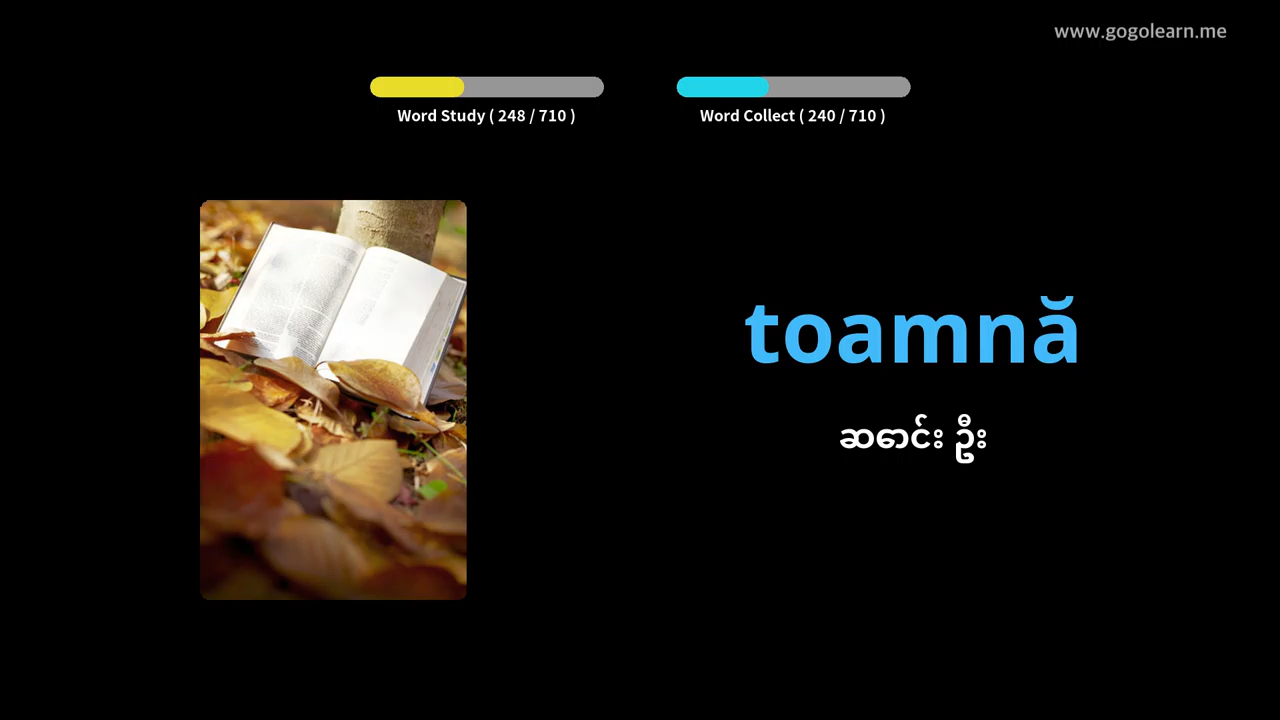 www.gogolearn.me
Word Study ( 248 / 710 )
Word Collect ( 240 / 710 )
toamnă
ဆောင်း ဦး